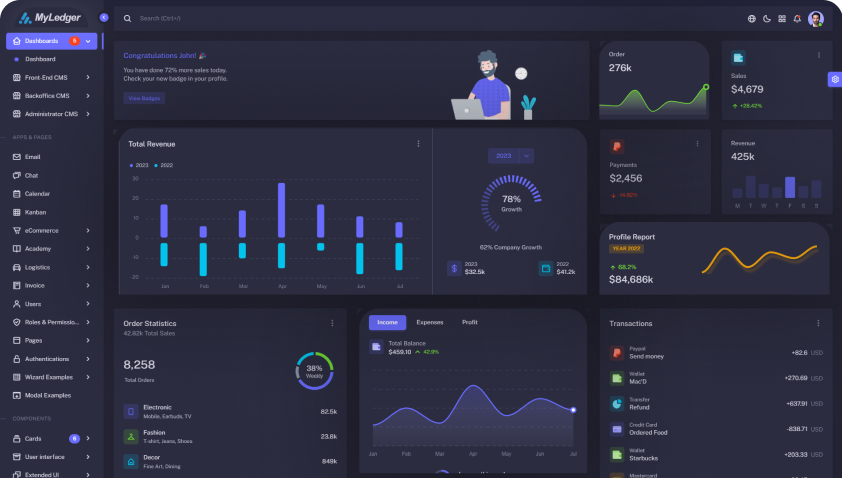 MyLedger
Search (Ctrl+/)
Dashboards 5
Dashboard
Front-End CMS
Backoffice CMS
Administrator CMS
APPS & PAGES
Email
Chat
Calendar
Kanban
eCommerce
Academy
Logistics
Invoice
Users
Roles & Permissio...
Pages
Authentications
Wizard Examples
Modal Examples
COMPONENTS
Cards 6
User interface
Extended UI
Congratulations John! 🎉
You have done 72% more sales today.
Check your new badge in your profile.
View Badges
Order
276k
Sales
$4,679
+28.42%
Total Revenue
2023 2022
30
20
10
0
-10
-20
Jan Feb Mar Apr May Jun Jul
2023
78%
Growth
62% Company Growth
$
2023
$32.5k
2022
$41.2k
Payments
$2,456
Revenue
425k
M T W T F S S
Profile Report
YEAR 2022
68.2%
$84,686k
Order Statistics
42.82k Total Sales
8,258
Total Orders
38%
Weekly
Electronic
Mobile, Earbuds, TV
82.5k
Fashion
T-shirt, Jeans, Shoes
23.8k
Decor
Fine Art, Dining
849k
Income Expenses Profit
Total Balance
$459.10 42.9%
Jan Feb Mar Apr May Jun Jul
Transactions
Paypal
Send money
+82.6 USD
Wallet
Mac'D
+270.69 USD
Transfer
Refund
+637.91 USD
Credit Card
Ordered Food
-838.71 USD
Wallet
Starbucks
+203.33 USD
Mastercard